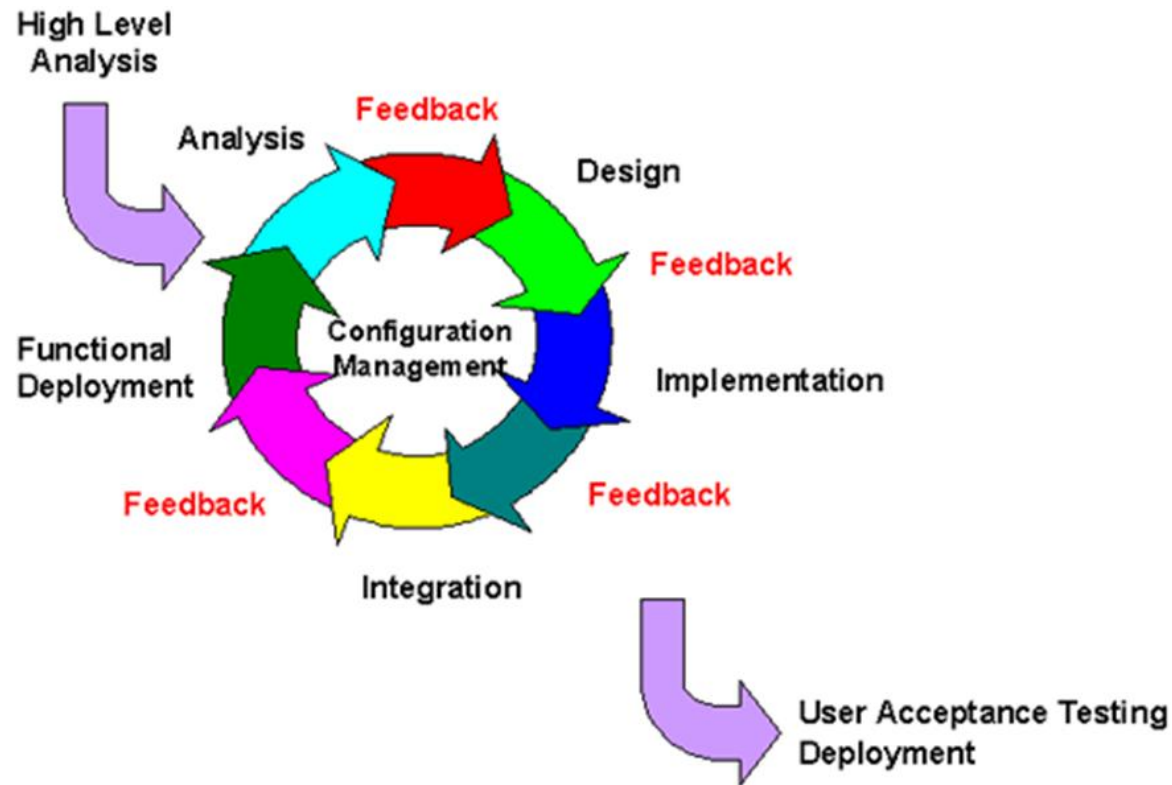 High Level
Analysis
Feedback
Analysis
Design
Feedback
Configuration
Management
Functional
Deployment
Implementation
Feedback
Feedback
Integration
User Acceptance Testing
Deployment